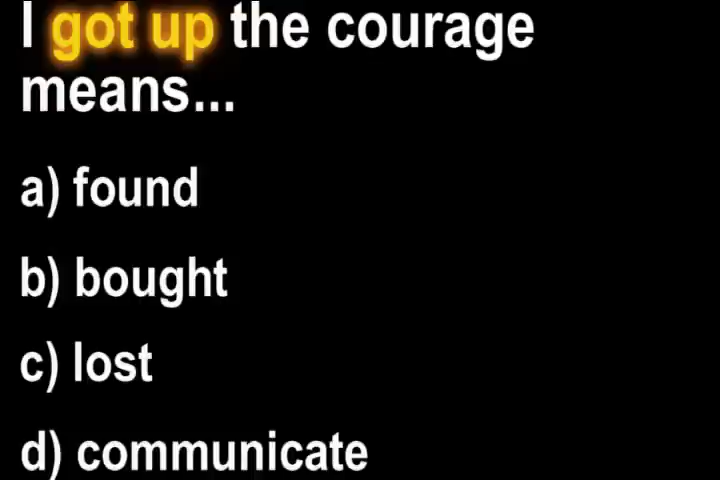 I got up the courage
means...
a) found
b) bought
c) lost
d) communicate